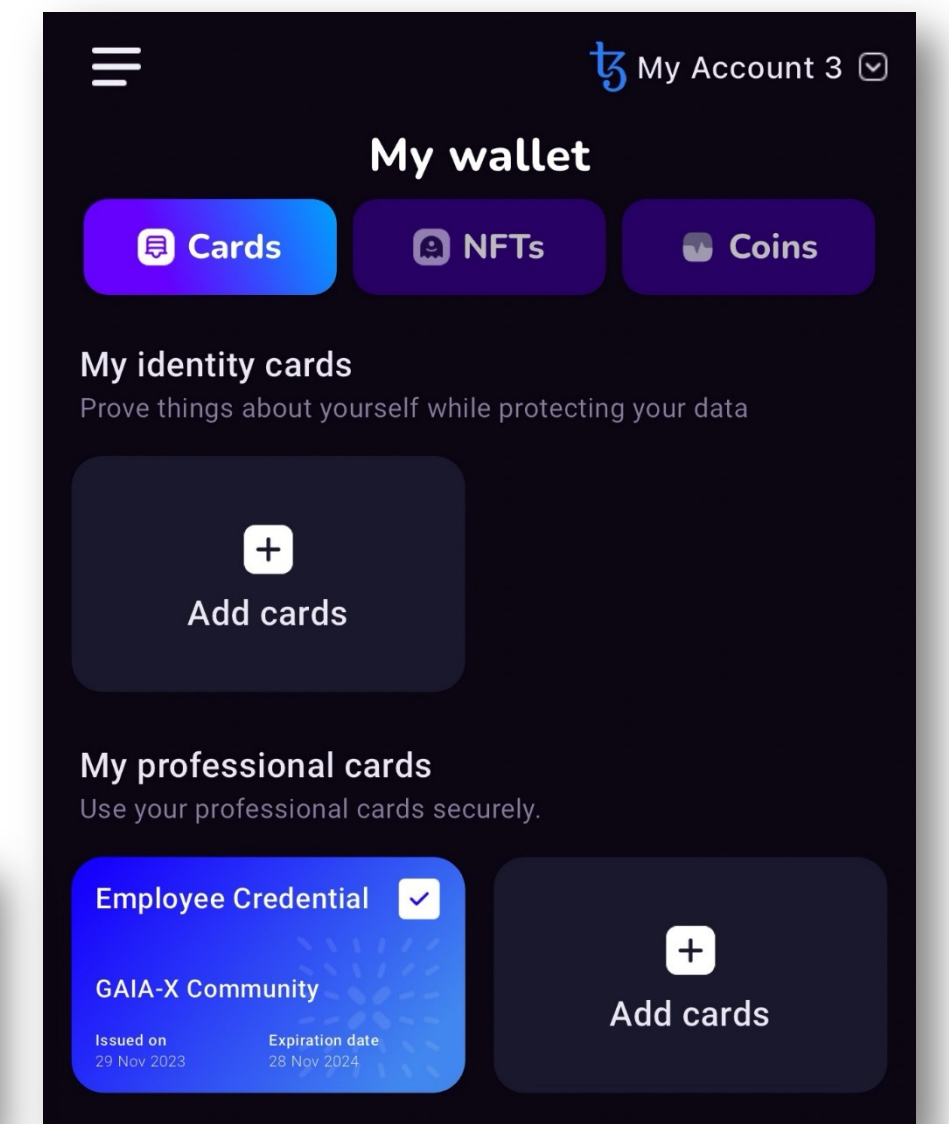 My Account 3
My wallet
Cards
NFTs
Coins
My identity cards
Prove things about yourself while protecting your data
Add cards
My professional cards
Use your professional cards securely.
Employee Credential
GAIA-X Community
Issued on
Expiration date
29 Nov 2023
28 Nov 2024
Add cards